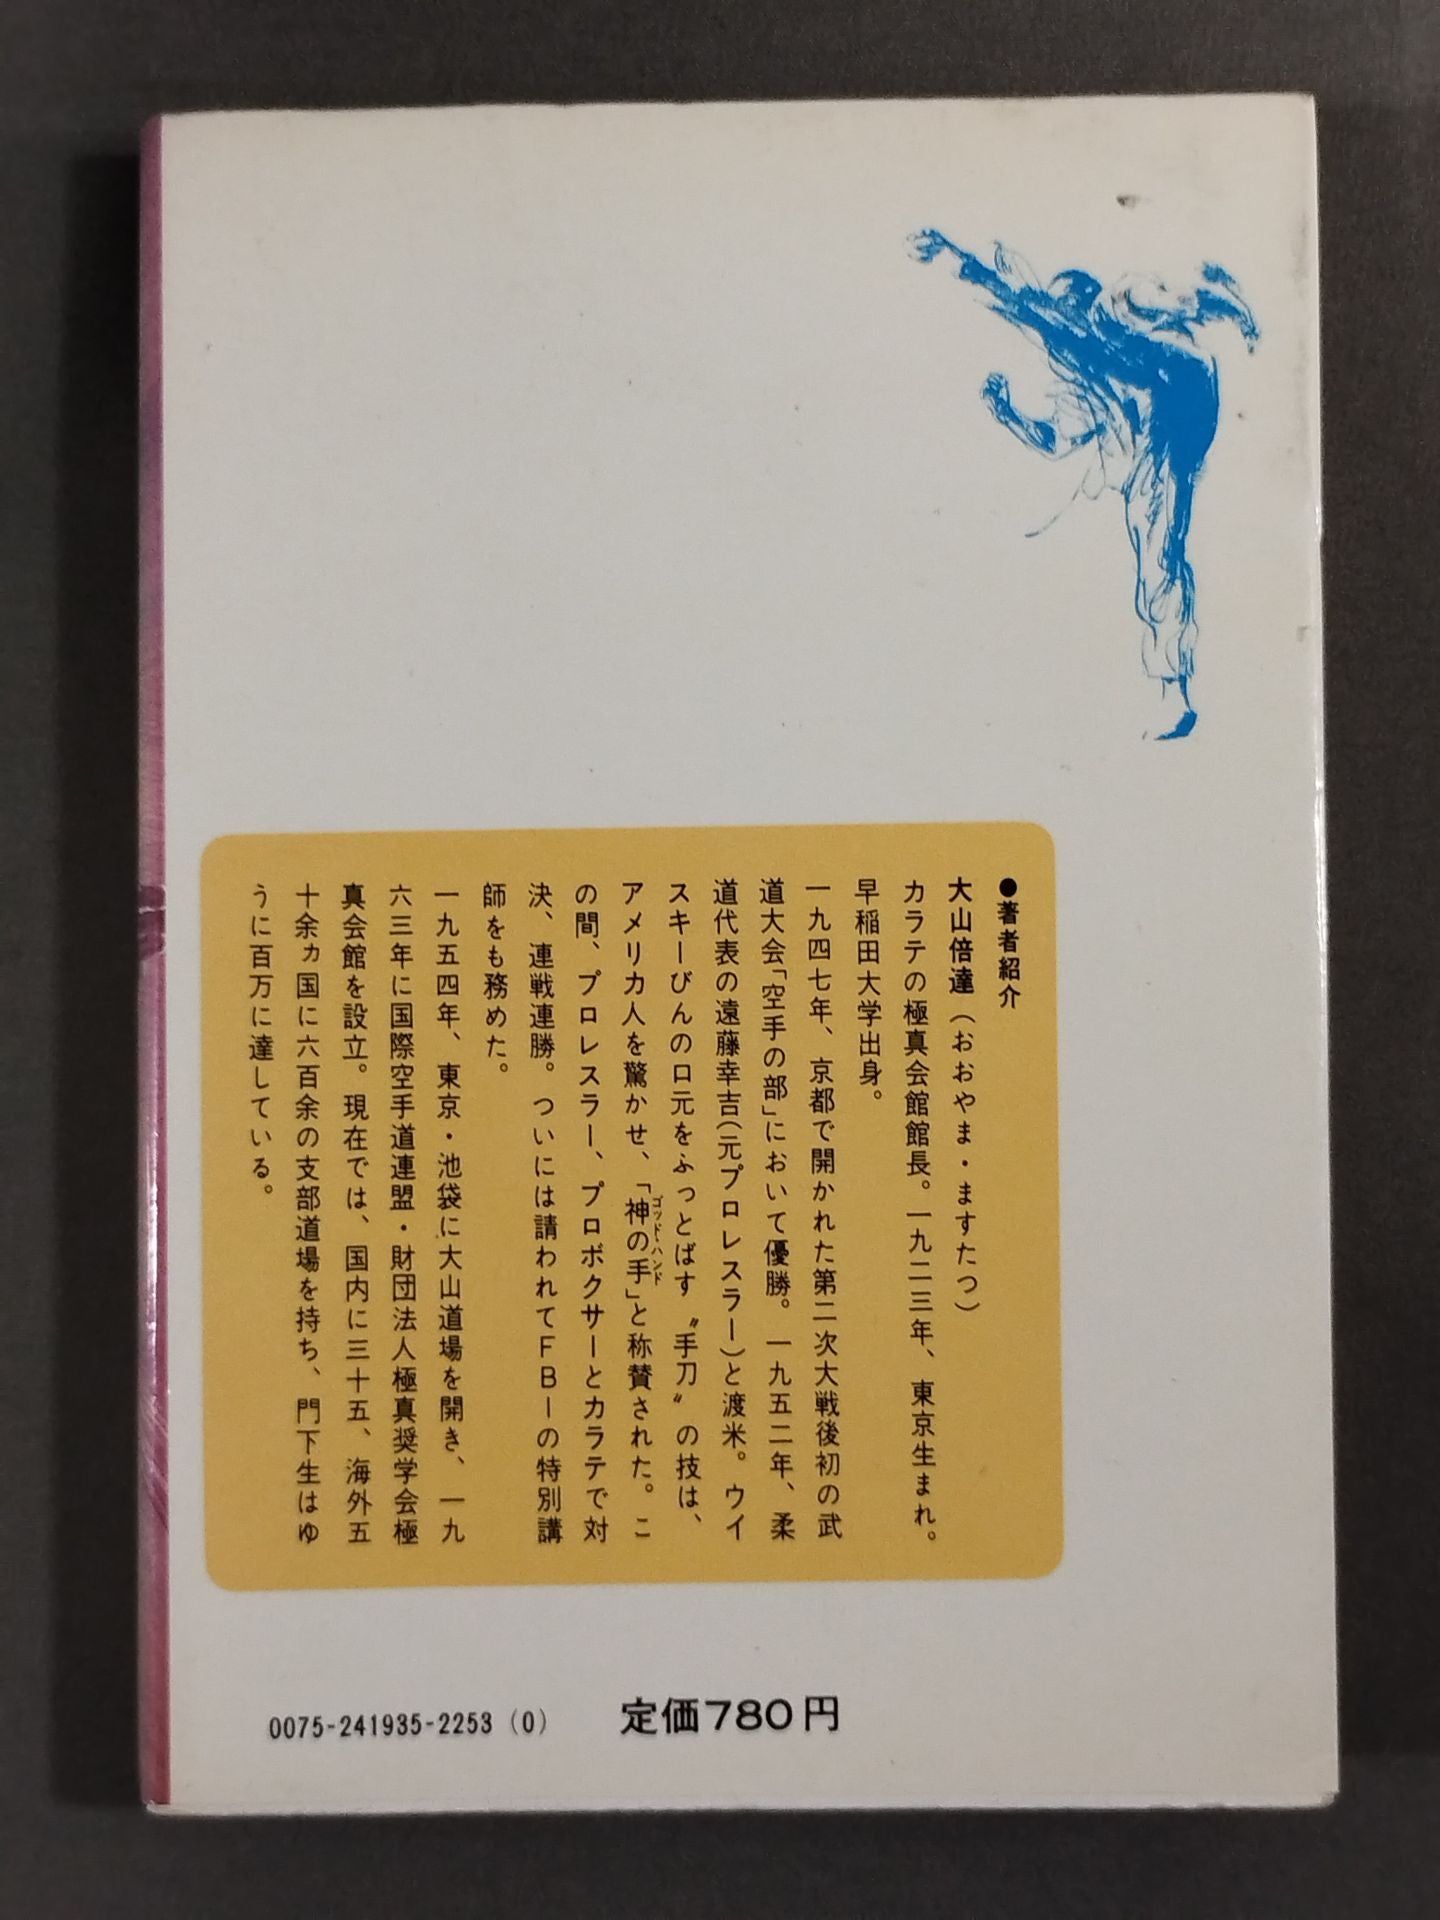 ●著者紹介
大山倍達（おおやま・ますたつ）
カラテの極真会館館長。一九二三年、東京生まれ。
早稲田大学出身。
一九四七年、京都で開かれた第二次大戦後初の武
道大会「空手の部」において優勝。一九五二年、柔
道代表の遠藤幸吉（元プロレスラー）と渡米。ウイ
スキーびんの口元をふっとばす〝手刀〟の技は、
アメリカ人を驚かせ、「神の手」と称賛された。こ
ゴッド・ハンド
の間、プロレスラー、プロボクサーとカラテで対
決、連戦連勝。ついには請われてＦＢＩの特別講
師をも務めた。
一九五四年、東京・池袋に大山道場を開き、一九
六三年に国際空手道連盟・財団法人極真奨学会極
真会館を設立。現在では、国内に三十五、海外五
十余ヵ国に六百余の支部道場を持ち、門下生はゆ
うに百万に達している。
0075-241935-2253（0）
定価780円